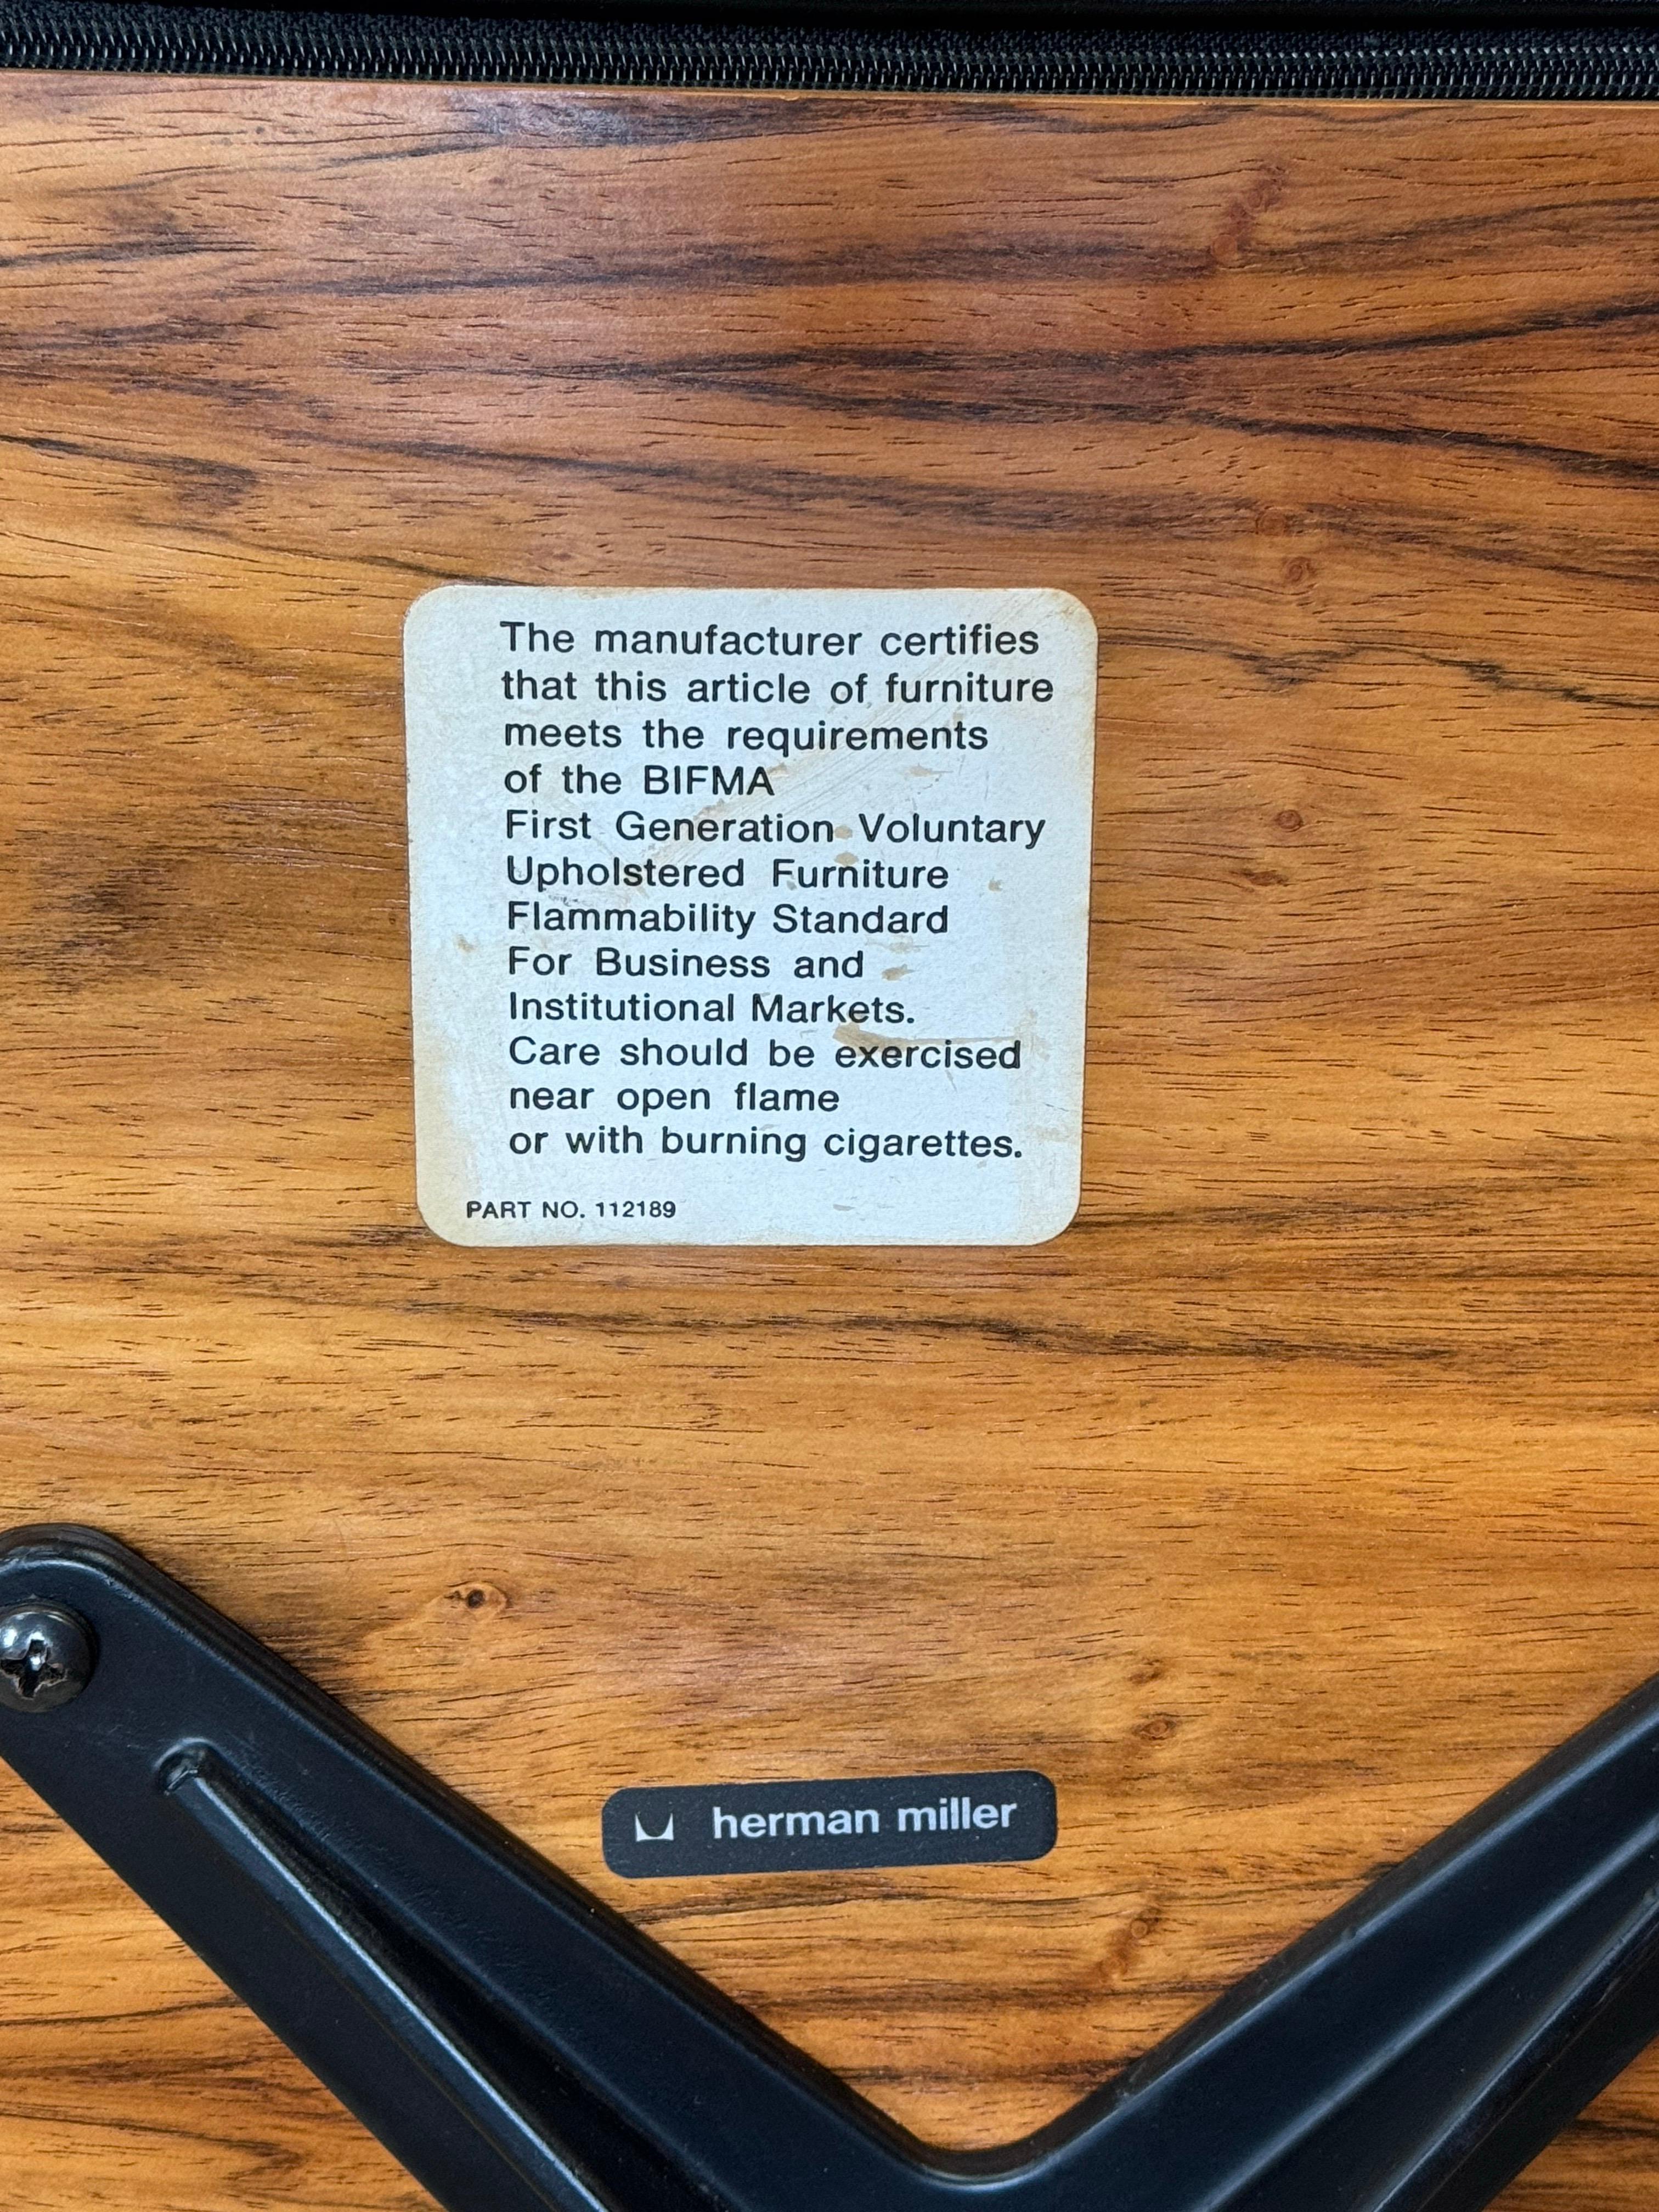 The manufacturer certifies
that this article of furniture
meets the requirements
of the BIFMA
First Generation Voluntary
Upholstered Furniture
Flammability Standard
For Business and
Institutional Markets.
Care should be exercised
near open flame
or with burning cigarettes.
PART NO. 112189
herman miller